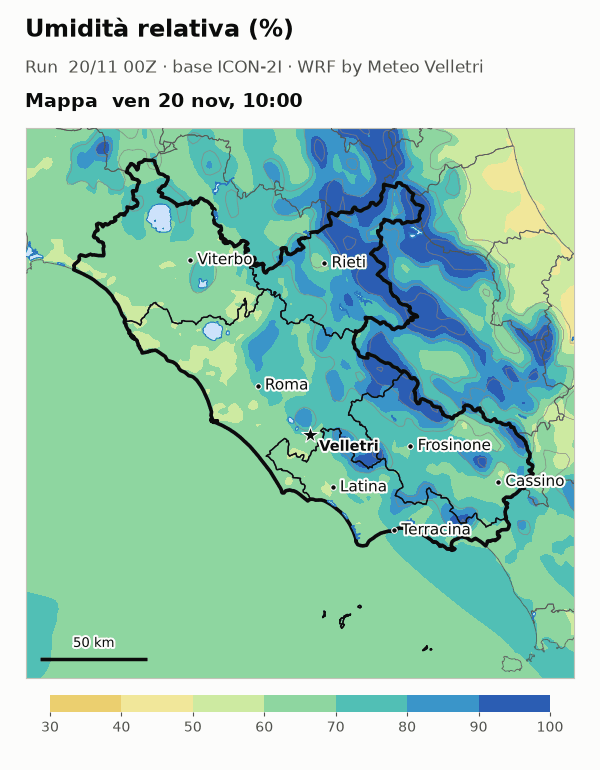 Umidità relativa (%)
Run  20/11 00Z · base ICON-2I · WRF by Meteo Velletri
Mappa  ven 20 nov, 10:00
Viterbo
Rieti
Roma
Velletri
Frosinone
Cassino
Latina
Terracina
50 km
30 40 50 60 70 80 90 100